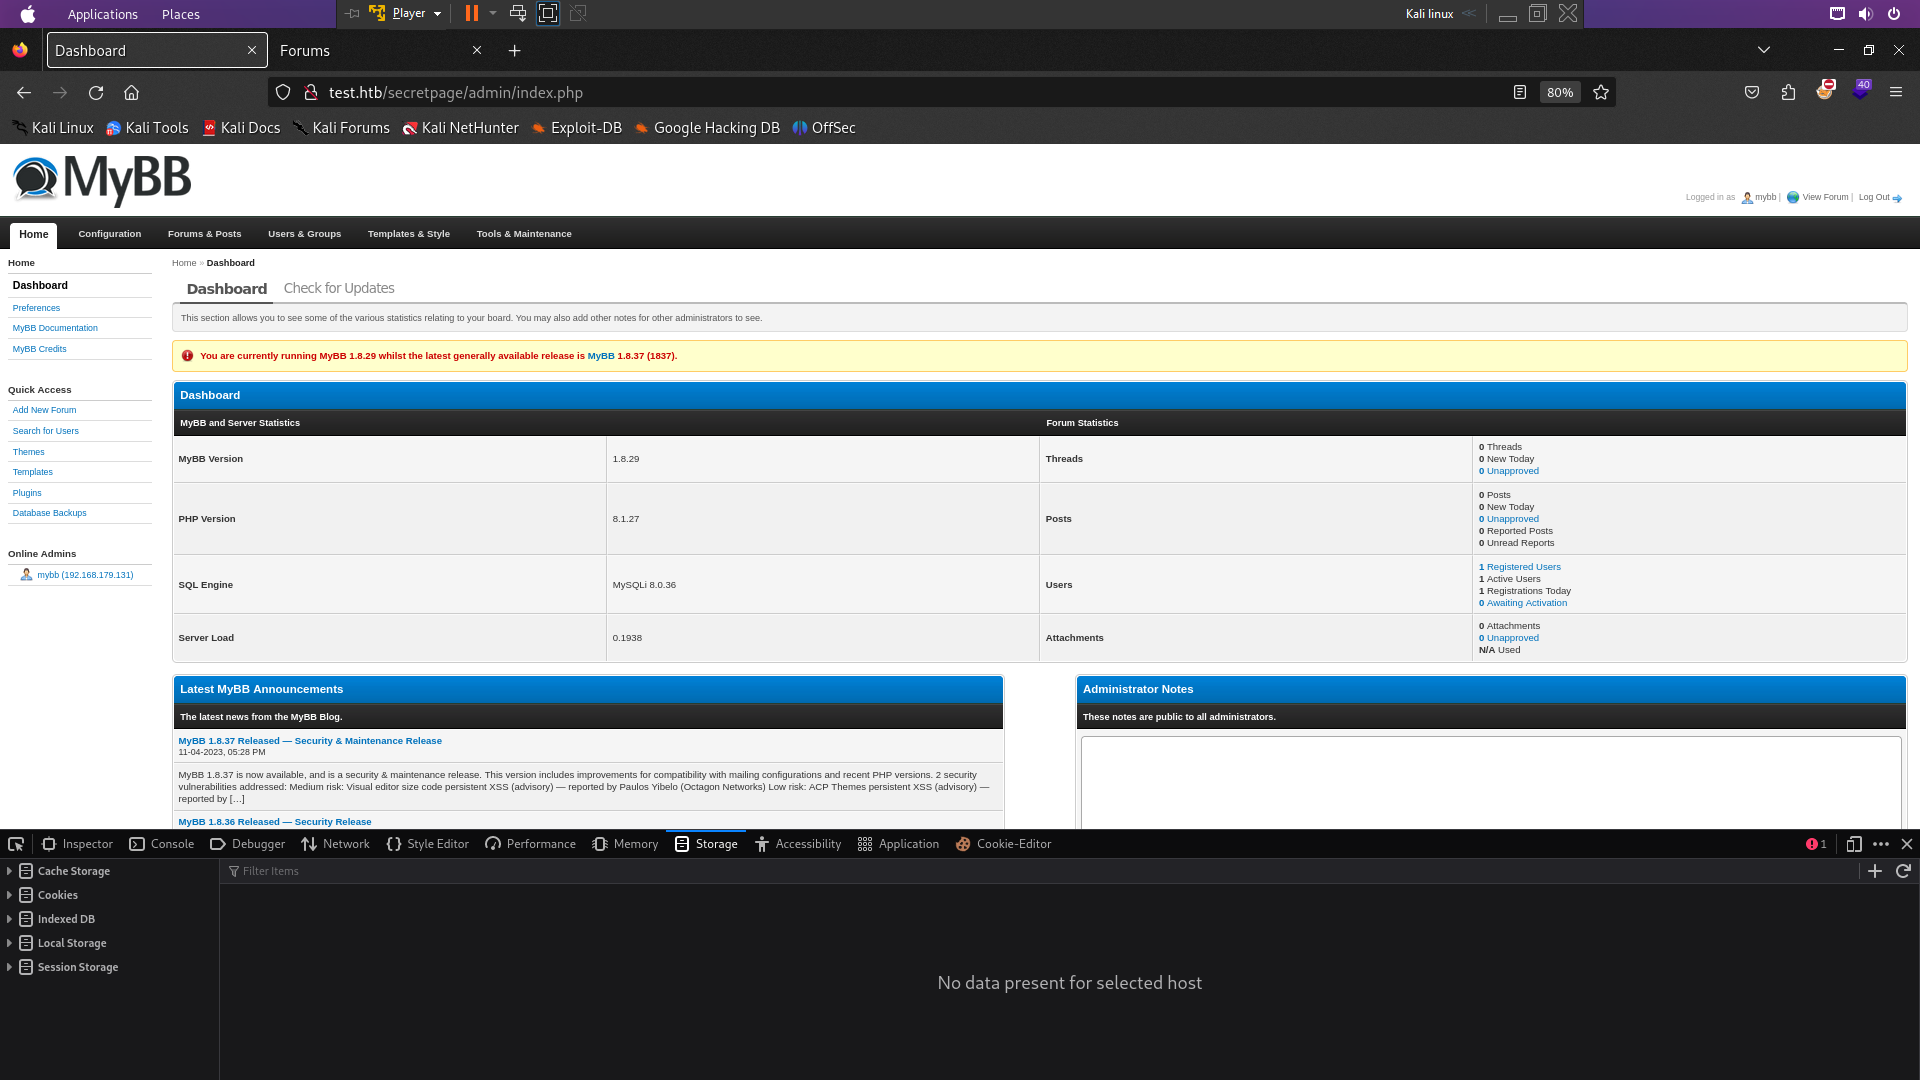 Applications Places Player Kali linux
Dashboard Forums
test.htb/secretpage/admin/index.php 80% 40
Kali Linux Kali Tools Kali Docs Kali Forums Kali NetHunter Exploit-DB Google Hacking DB OffSec
MyBB
Logged in as mybb | View Forum | Log Out
Home Configuration Forums & Posts Users & Groups Templates & Style Tools & Maintenance
Home
Dashboard
Preferences
MyBB Documentation
MyBB Credits
Quick Access
Add New Forum
Search for Users
Themes
Templates
Plugins
Database Backups
Online Admins
mybb (192.168.179.131)
Home » Dashboard
Dashboard Check for Updates
This section allows you to see some of the various statistics relating to your board. You may also add other notes for other administrators to see.
You are currently running MyBB 1.8.29 whilst the latest generally available release is MyBB 1.8.37 (1837).
Dashboard
MyBB and Server Statistics Forum Statistics
MyBB Version 1.8.29 Threads
0 Threads
0 New Today
0 Unapproved
PHP Version 8.1.27 Posts
0 Posts
0 New Today
0 Unapproved
0 Reported Posts
0 Unread Reports
SQL Engine MySQLi 8.0.36 Users
1 Registered Users
1 Active Users
1 Registrations Today
0 Awaiting Activation
Server Load 0.1938 Attachments
0 Attachments
0 Unapproved
N/A Used
Latest MyBB Announcements
The latest news from the MyBB Blog.
MyBB 1.8.37 Released — Security & Maintenance Release
11-04-2023, 05:28 PM
MyBB 1.8.37 is now available, and is a security & maintenance release. This version includes improvements for compatibility with mailing configurations and recent PHP versions. 2 security
vulnerabilities addressed: Medium risk: Visual editor size code persistent XSS (advisory) — reported by Paulos Yibelo (Octagon Networks) Low risk: ACP Themes persistent XSS (advisory) —
reported by […]
MyBB 1.8.36 Released — Security Release
Administrator Notes
These notes are public to all administrators.
Inspector Console Debugger Network Style Editor Performance Memory Storage Accessibility Application Cookie-Editor 1
Cache Storage
Cookies
Indexed DB
Local Storage
Session Storage
Filter Items
No data present for selected host